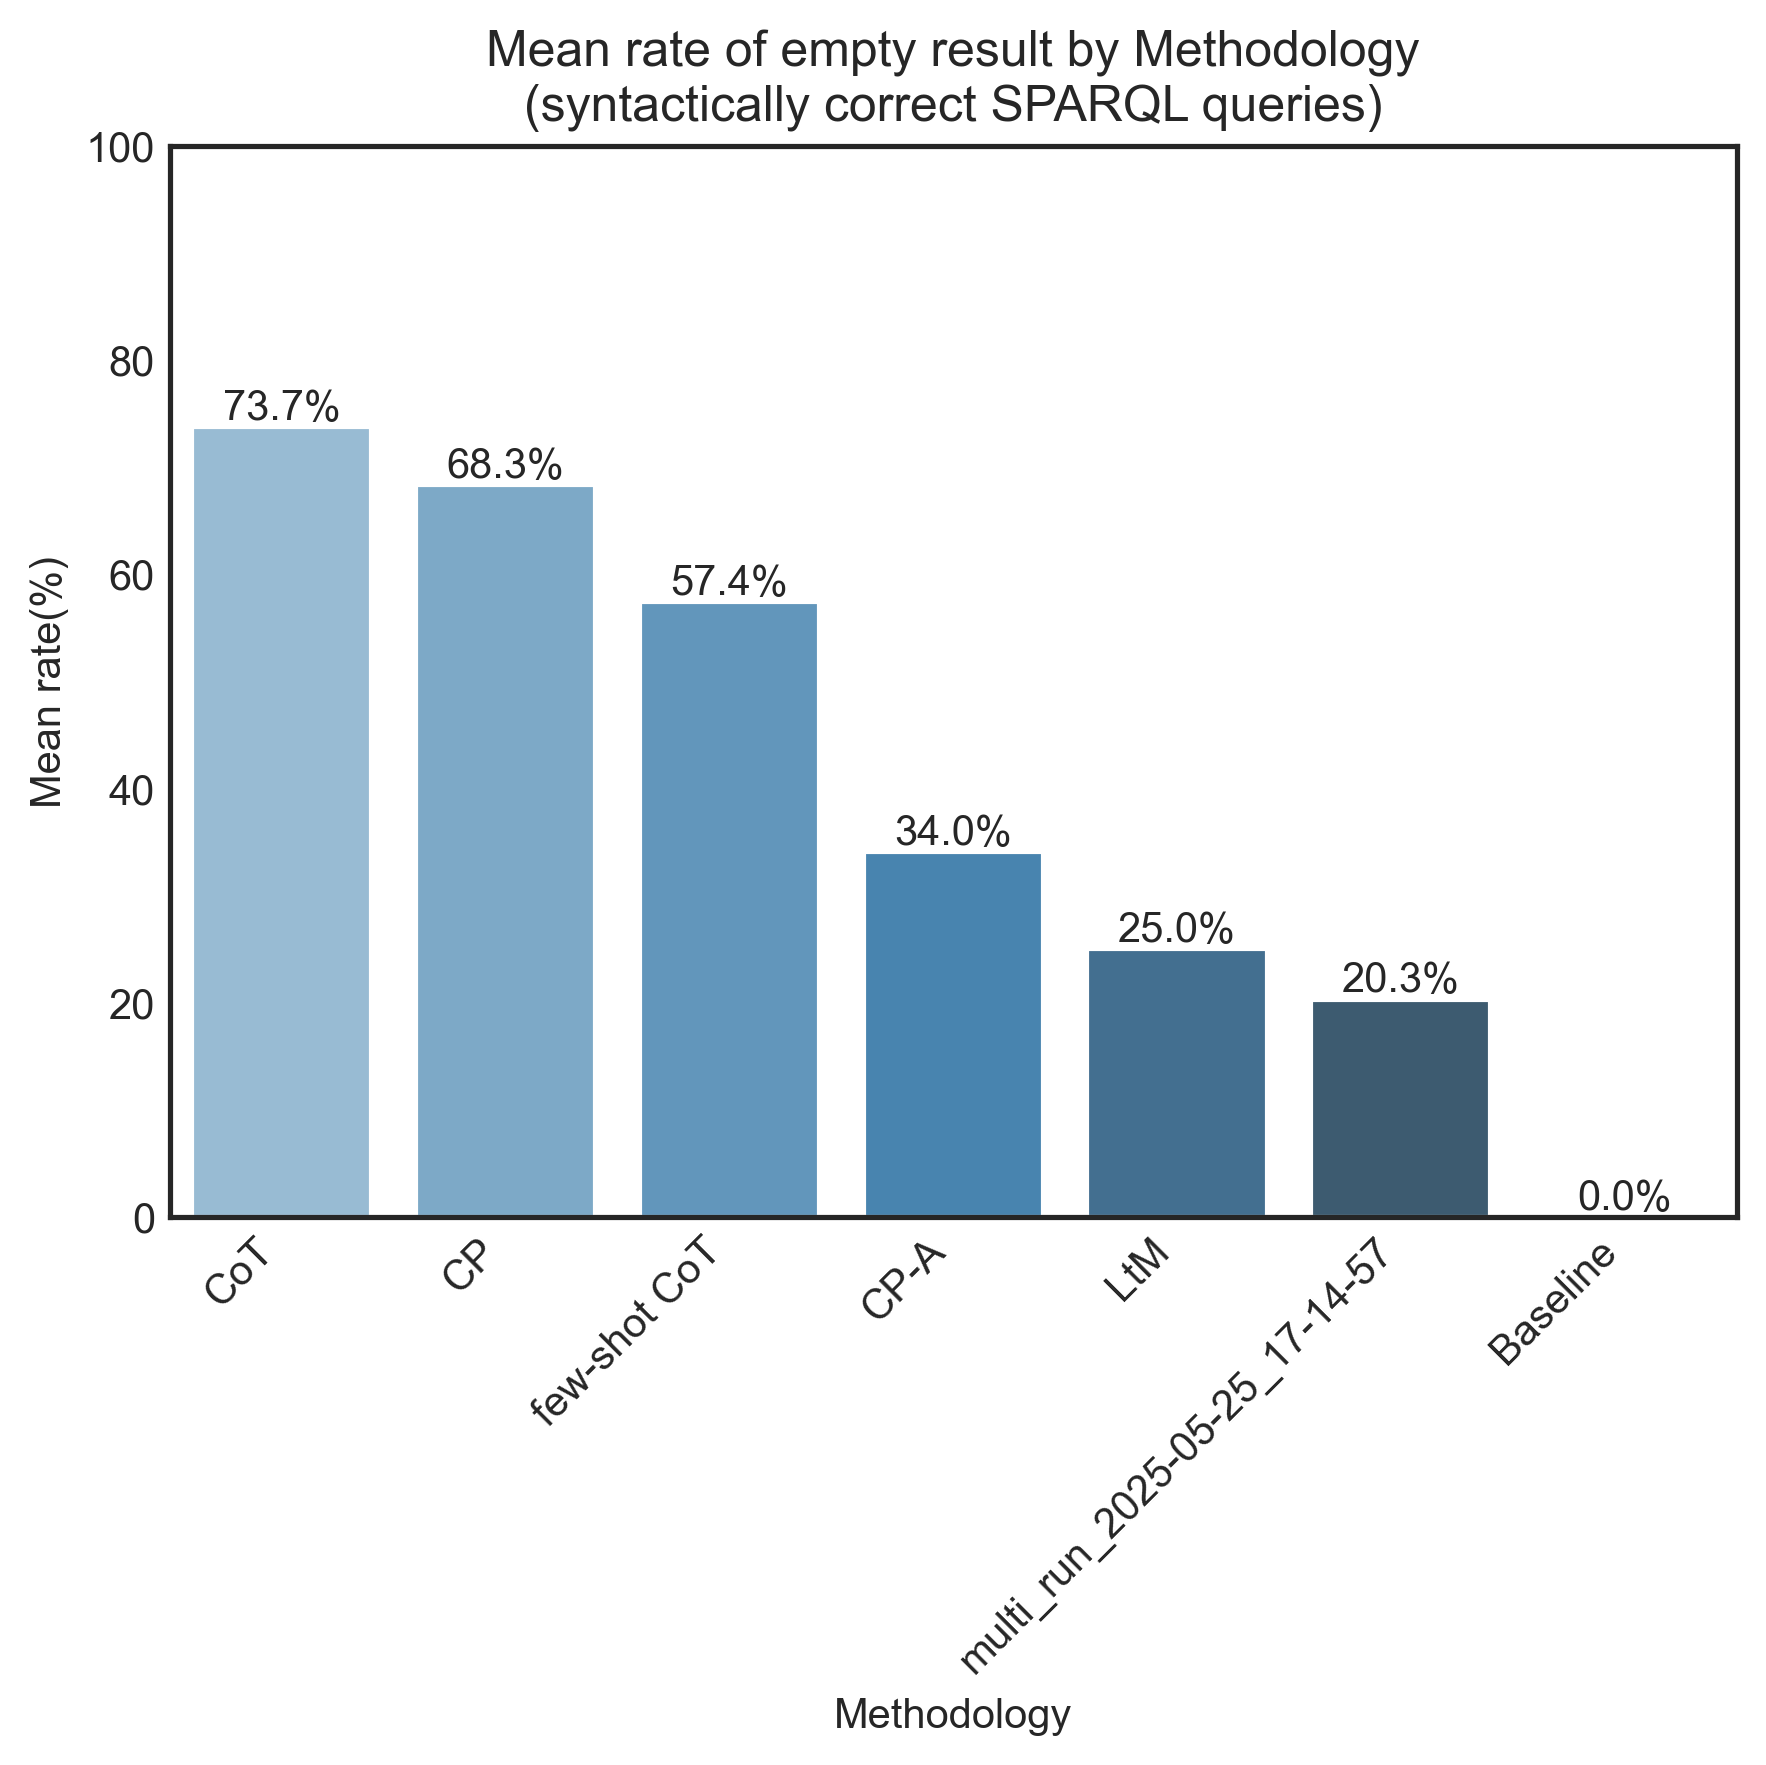 Mean rate of empty result by Methodology
(syntactically correct SPARQL queries)
100
80
60
40
20
0
Mean rate(%)
73.7%
68.3%
57.4%
34.0%
25.0%
20.3%
0.0%
CoT
CP
few-shot CoT
CP-A
LtM
multi_run_2025-05-25_17-14-57
Baseline
Methodology